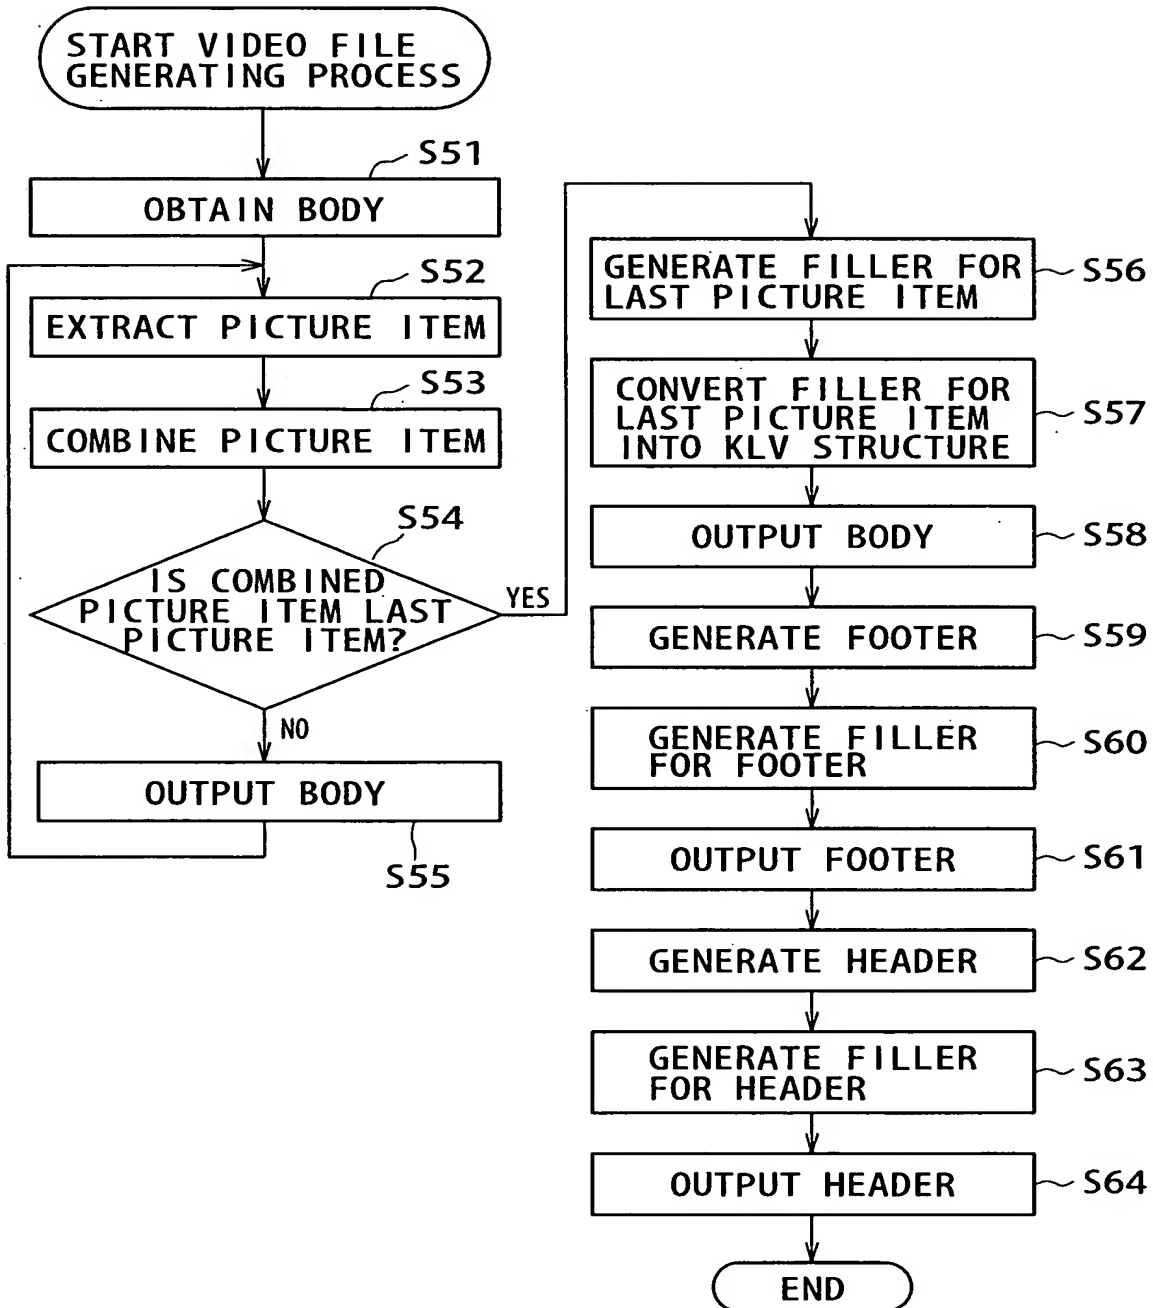 START VIDEO FILE
GENERATING PROCESS
S51
OBTAIN BODY
S52
EXTRACT PICTURE ITEM
S53
COMBINE PICTURE ITEM
S54
IS COMBINED
PICTURE ITEM LAST
PICTURE ITEM?
YES
NO
OUTPUT BODY
S55
GENERATE FILLER FOR
LAST PICTURE ITEM
S56
CONVERT FILLER FOR
LAST PICTURE ITEM
INTO KLV STRUCTURE
S57
OUTPUT BODY
S58
GENERATE FOOTER
S59
GENERATE FILLER
FOR FOOTER
S60
OUTPUT FOOTER
S61
GENERATE HEADER
S62
GENERATE FILLER
FOR HEADER
S63
OUTPUT HEADER
S64
END